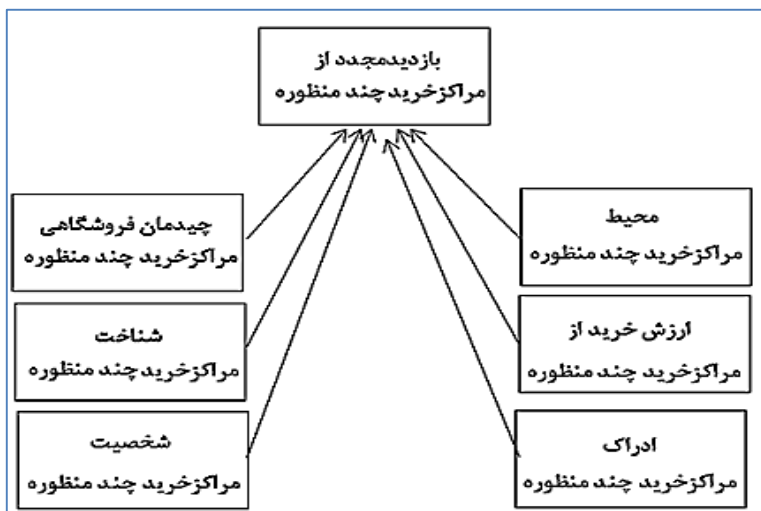 بازدیدمجدد از
مراکزخرید چند منظوره
محیط
مراکزخرید چند منظوره
چیدمان فروشگاهی
مراکزخرید چند منظوره
ارزش خرید از
مراکزخرید چند منظوره
شناخت
مراکزخرید چند منظوره
ادراک
مراکزخرید چند منظوره
شخصیت
مراکزخرید چند منظوره